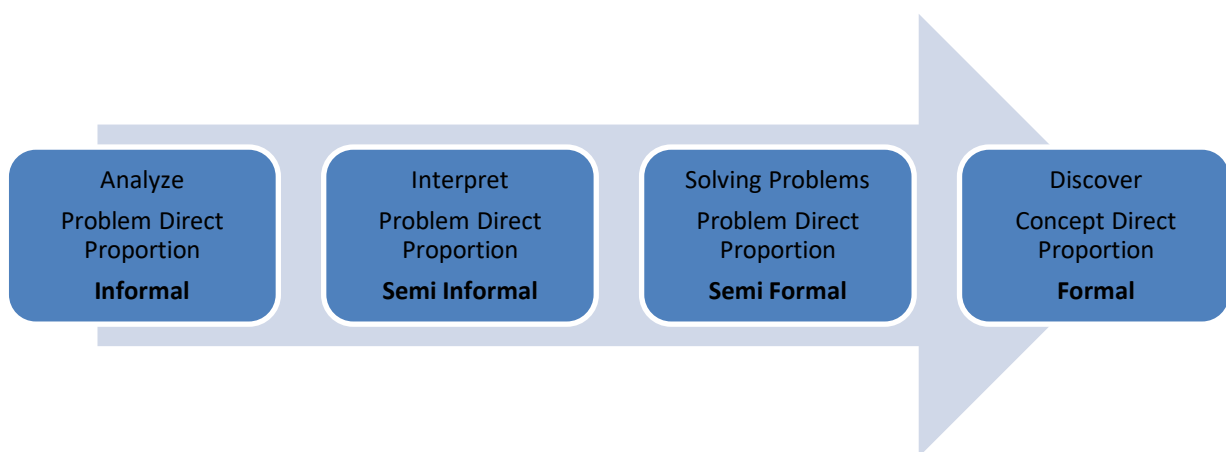 Analyze
Problem Direct
Proportion
Informal
Interpret
Problem Direct
Proportion
Semi Informal
Solving Problems
Problem Direct
Proportion
Semi Formal
Discover
Concept Direct
Proportion
Formal